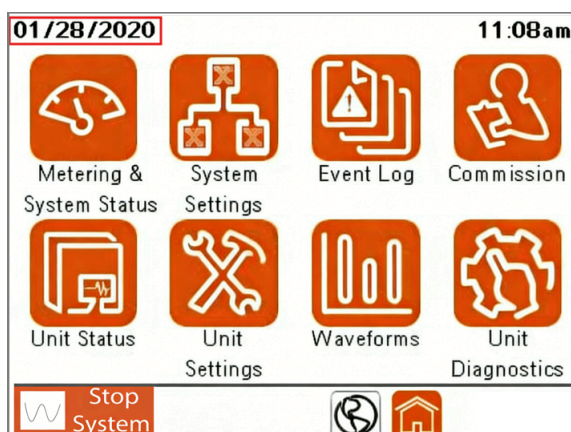 01/28/2020 11:08am
Metering & System Status
System Settings
Event Log
Commission
Unit Status
Unit Settings
Waveforms
Unit Diagnostics
Stop System